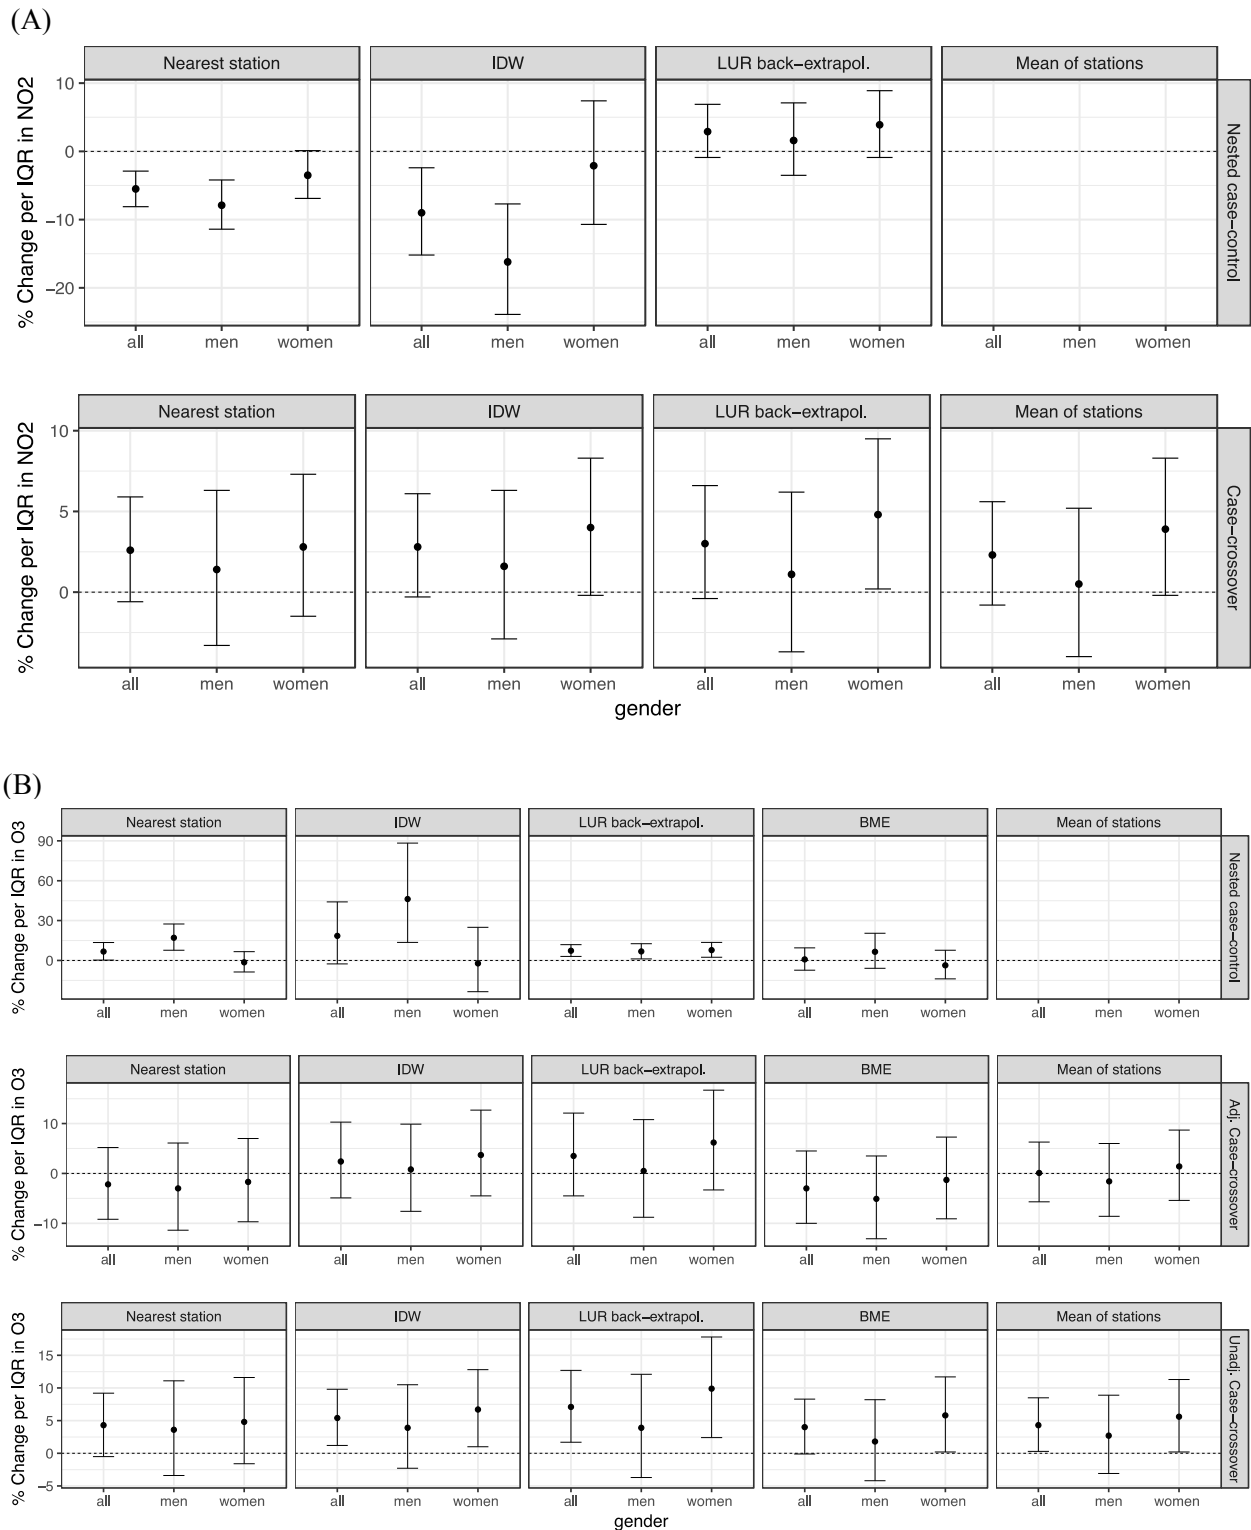 (A)
Nearest station IDW LUR back−extrapol. Mean of stations
% Change per IQR in NO2
10
0
−10
−20
Nested case−control
all men women all men women all men women all men women
Nearest station IDW LUR back−extrapol. Mean of stations
% Change per IQR in NO2
10
5
0
Case−crossover
all men women all men women all men women all men women
gender
(B)
Nearest station IDW LUR back−extrapol. BME Mean of stations
% Change per IQR in O3
90
60
30
0
Nested case−control
all men women all men women all men women all men women all men women
Nearest station IDW LUR back−extrapol. BME Mean of stations
% Change per IQR in O3
10
0
−10
Adj. Case−crossover
all men women all men women all men women all men women all men women
Nearest station IDW LUR back−extrapol. BME Mean of stations
% Change per IQR in O3
15
10
5
0
−5
Unadj. Case−crossover
all men women all men women all men women all men women all men women
gender